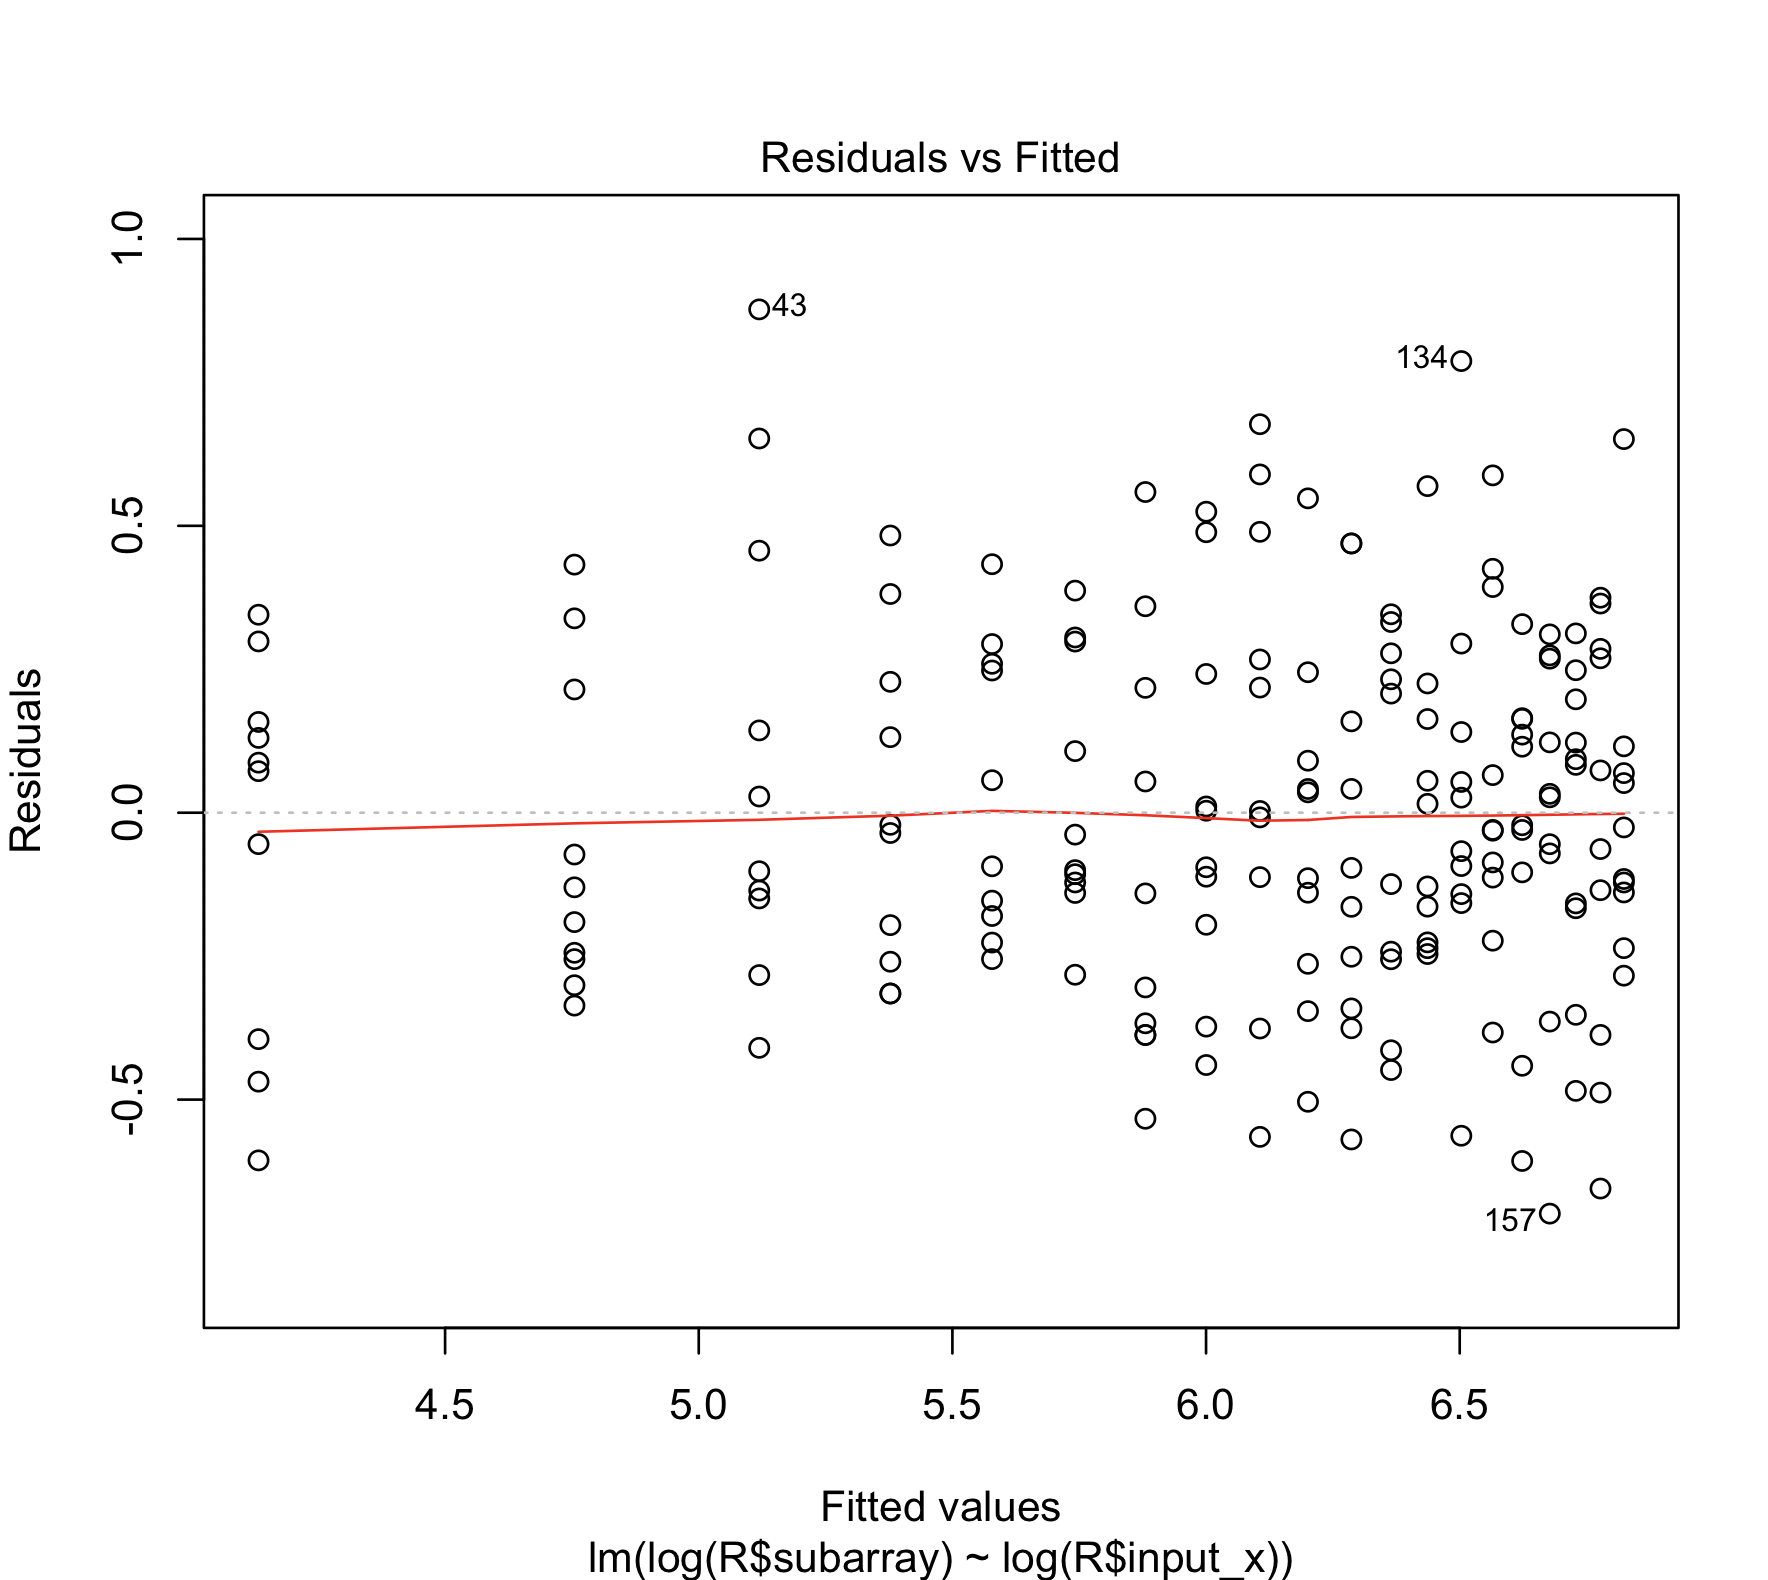 Residuals vs Fitted
1.0
0.5
0.0
-0.5
Residuals
43
134
157
4.5 5.0 5.5 6.0 6.5
Fitted values
lm(log(R$subarray) ~ log(R$input_x))